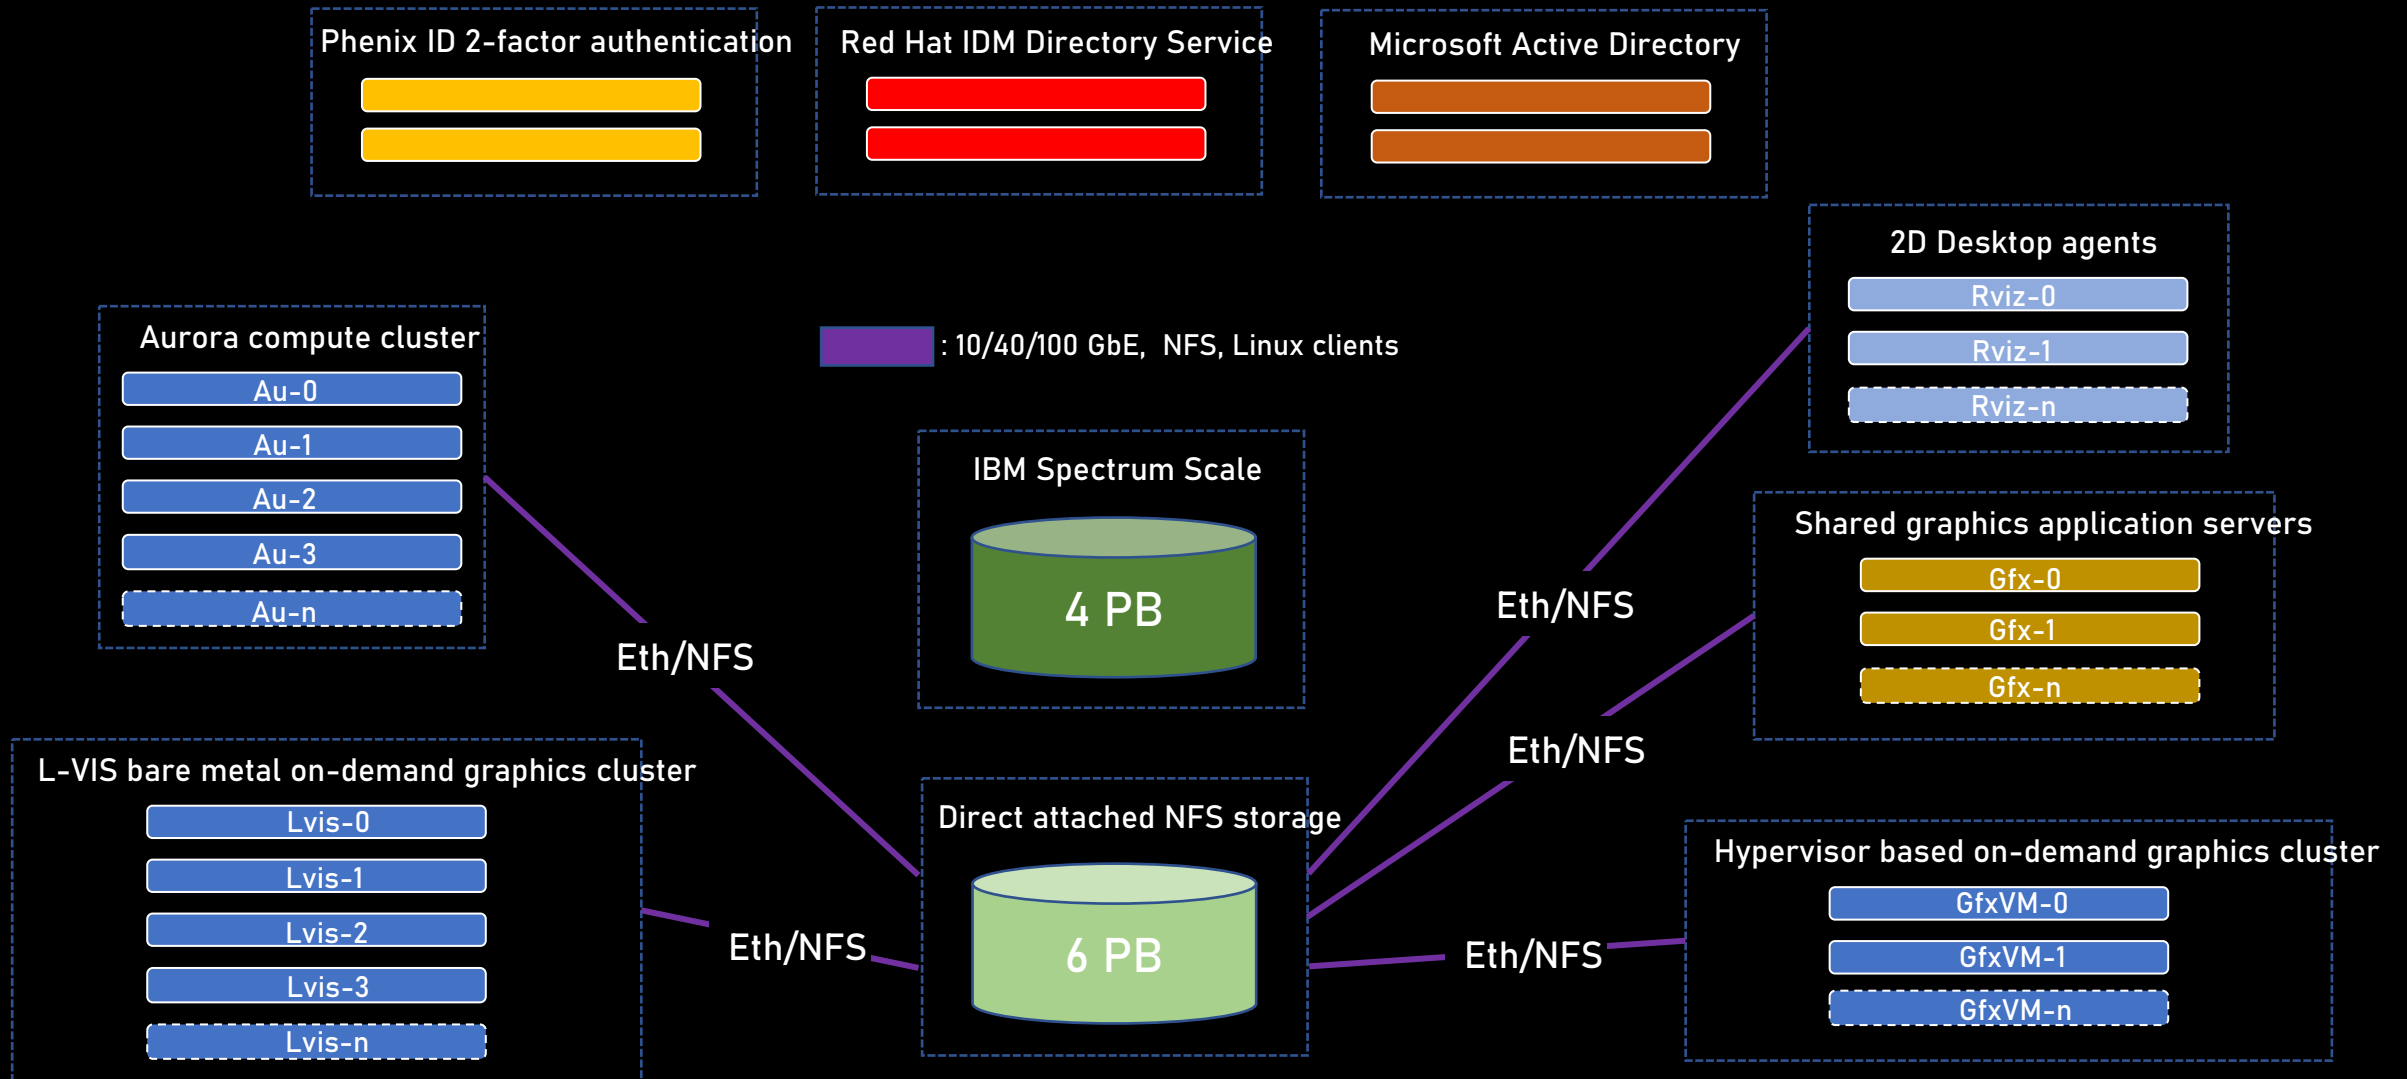 Phenix ID 2-factor authentication
Red Hat IDM Directory Service
Microsoft Active Directory
2D Desktop agents
Rviz-0
Rviz-1
Rviz-n
Aurora compute cluster
Au-0
Au-1
Au-2
Au-3
Au-n
: 10/40/100 GbE, NFS, Linux clients
IBM Spectrum Scale
4 PB
Eth/NFS
Eth/NFS
Shared graphics application servers
Gfx-0
Gfx-1
Gfx-n
Eth/NFS
L-VIS bare metal on-demand graphics cluster
Lvis-0
Lvis-1
Lvis-2
Lvis-3
Lvis-n
Eth/NFS
Direct attached NFS storage
6 PB
Eth/NFS
Hypervisor based on-demand graphics cluster
GfxVM-0
GfxVM-1
GfxVM-n